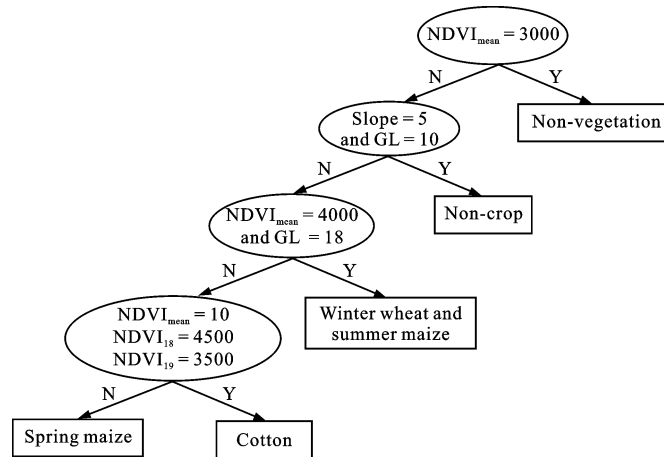 NDVImean = 3000
N Y
Slope = 5
and GL = 10
Non-vegetation
N Y
NDVImean = 4000
and GL = 18
Non-crop
N Y
NDVImean = 10
NDVI18 = 4500
NDVI19 = 3500
Winter wheat and
summer maize
N Y
Spring maize
Cotton